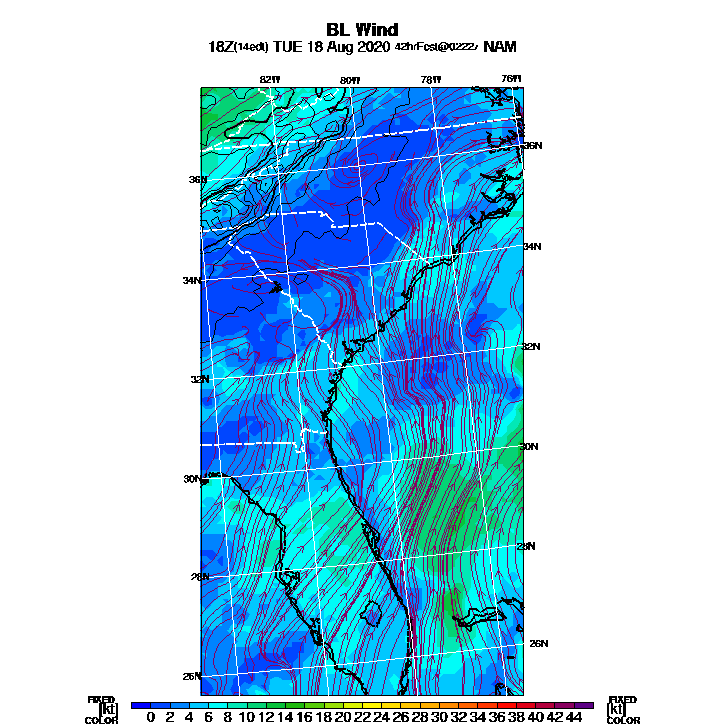 BL Wind
18Z(14edt) TUE 18 Aug 2020 42hrFcst@0222z NAM
82W 80W 78W 76W
36N
36N
34N
34N
32N
32N
30N
30N
28N
28N
26N
26N
FIXED FIXED
[kt] 0 2 4 6 8 10 12 14 16 18 20 22 24 26 28 30 32 34 36 38 40 42 44 [kt]
COLOR COLOR